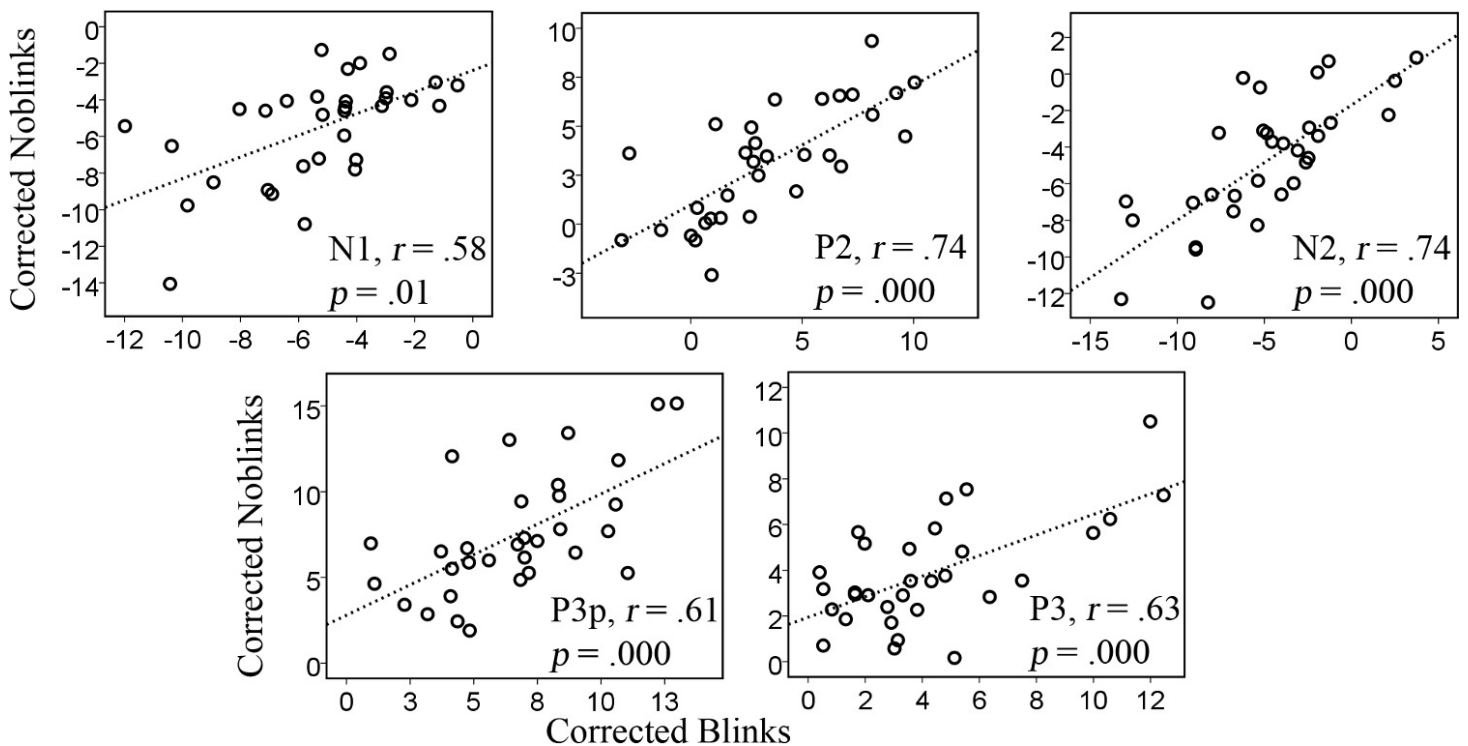 Corrected Noblinks
0
-2
-4
-6
-8
-10
-12
-14
-12 -10 -8 -6 -4 -2 0
N1, r = .58
p = .01
10
8
5
3
0
-3
0 5 10
P2, r = .74
p = .000
2
0
-2
-4
-6
-8
-10
-12
-15 -10 -5 0 5
N2, r = .74
p = .000
Corrected Noblinks
15
10
5
0
0 3 5 8 10 13
P3p, r = .61
p = .000
12
10
8
6
4
2
0
0 2 4 6 8 10 12
P3, r = .63
p = .000
Corrected Blinks